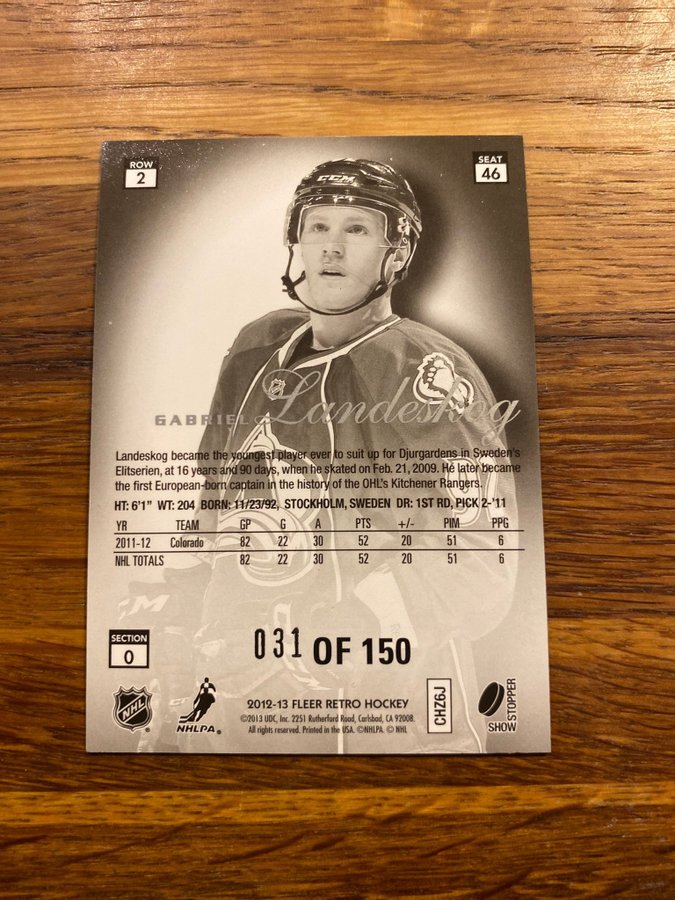 ROW
2
SEAT
46
CCM
GABRIEL Landeskog
Landeskog became the youngest player ever to suit up for Djurgardens in Sweden's
Elitserien, at 16 years and 90 days, when he skated on Feb. 21, 2009. He later became
the first European-born captain in the history of the OHL's Kitchener Rangers.
HT: 6'1" WT: 204 BORN: 11/23/92, STOCKHOLM, SWEDEN DR: 1ST RD, PICK 2-'11
YR TEAM GP G A PTS +/- PIM PPG
2011-12 Colorado 82 22 30 52 20 51 6
NHL TOTALS 82 22 30 52 20 51 6
SECTION
0
031 OF 150
NHL
NHLPA.
2012-13 FLEER RETRO HOCKEY
©2013 UDC, Inc. 2251 Rutherford Road, Carlsbad, CA 92008.
All rights reserved. Printed in the USA. ©NHLPA. © NHL
CHZ6J
SHOW
STOPPER